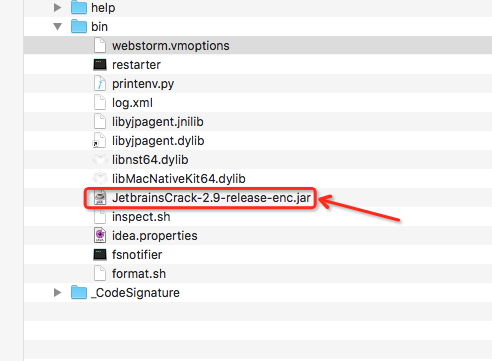 help
bin
webstorm.vmoptions
restarter
printenv.py
log.xml
libyjpagent.jnilib
libyjpagent.dylib
libnst64.dylib
libMacNativeKit64.dylib
JetbrainsCrack-2.9-release-enc.jar
inspect.sh
idea.properties
fsnotifier
format.sh
_CodeSignature